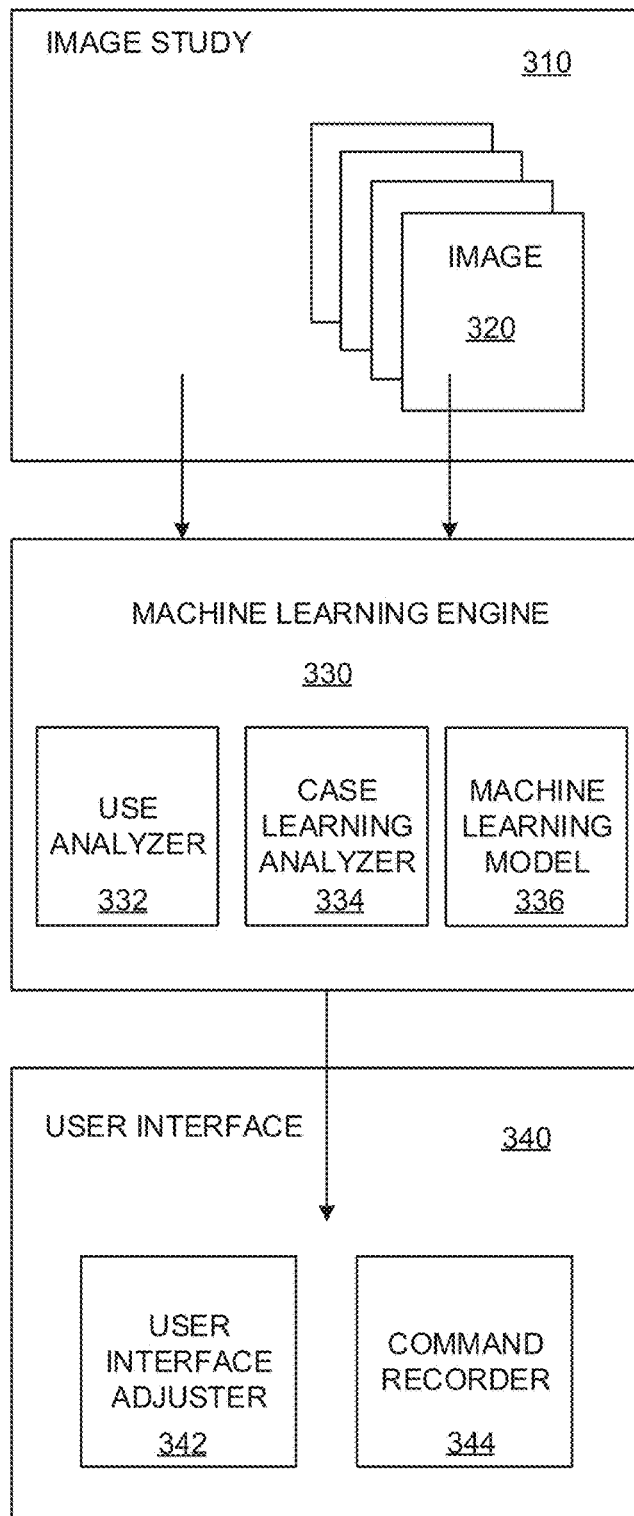 IMAGE STUDY
310
IMAGE
320
MACHINE LEARNING ENGINE
330
USE
ANALYZER
332
CASE
LEARNING
ANALYZER
334
MACHINE
LEARNING
MODEL
336
USER INTERFACE
340
USER
INTERFACE
ADJUSTER
342
COMMAND
RECORDER
344